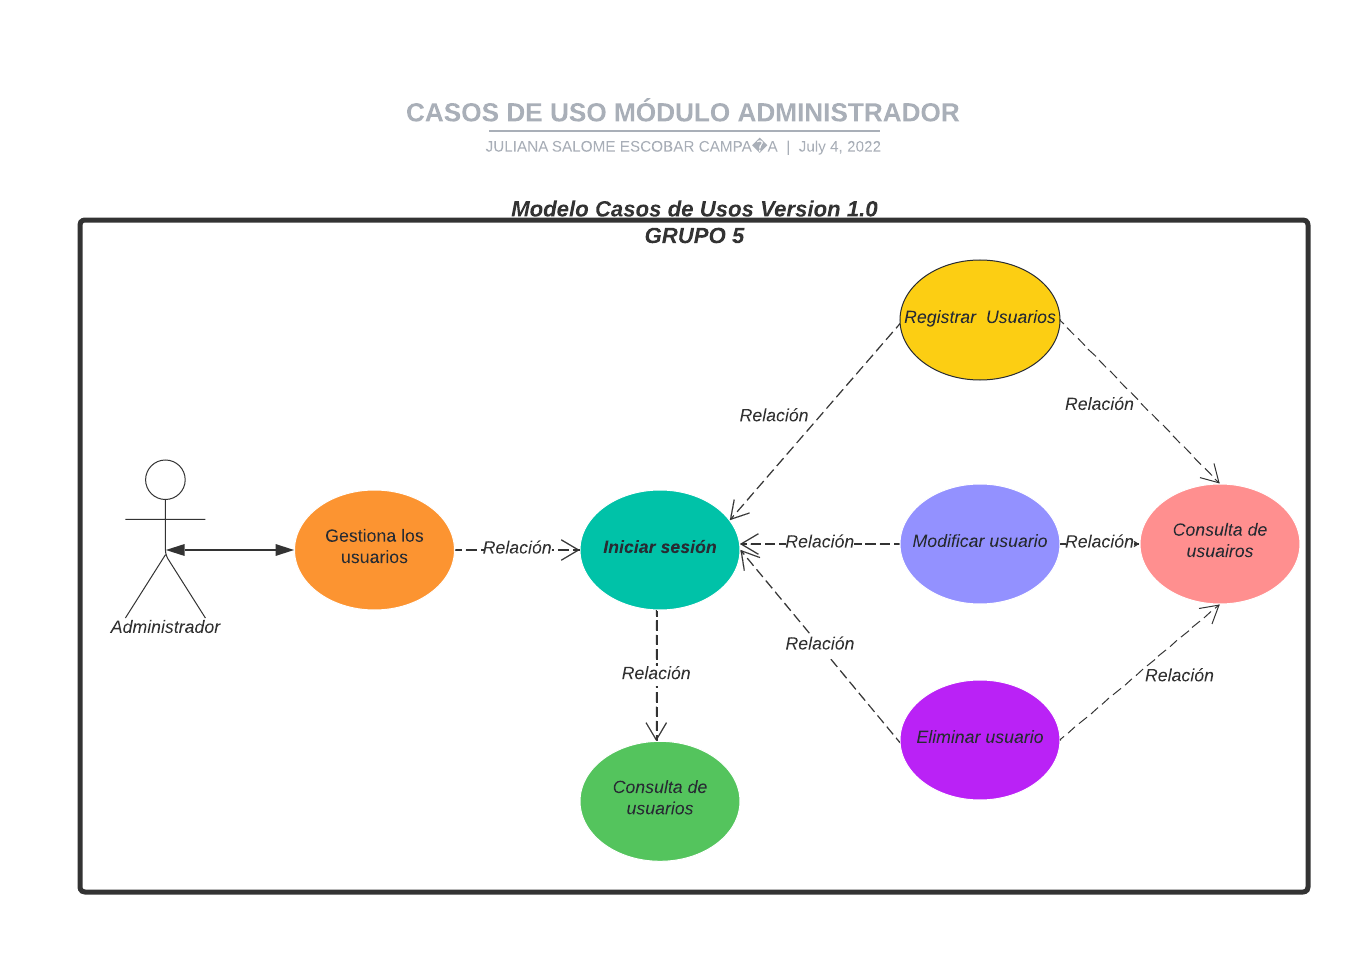 CASOS DE USO MÓDULO ADMINISTRADOR
JULIANA SALOME ESCOBAR CAMPA�A | July 4, 2022
Modelo Casos de Usos Version 1.0
GRUPO 5
Registrar Usuarios
Relación
Relación
Gestiona los
usuarios
Relación
Iniciar sesión
Relación
Modificar usuario
Relación
Consulta de
usuairos
Administrador
Relación
Relación
Relación
Eliminar usuario
Consulta de
usuarios